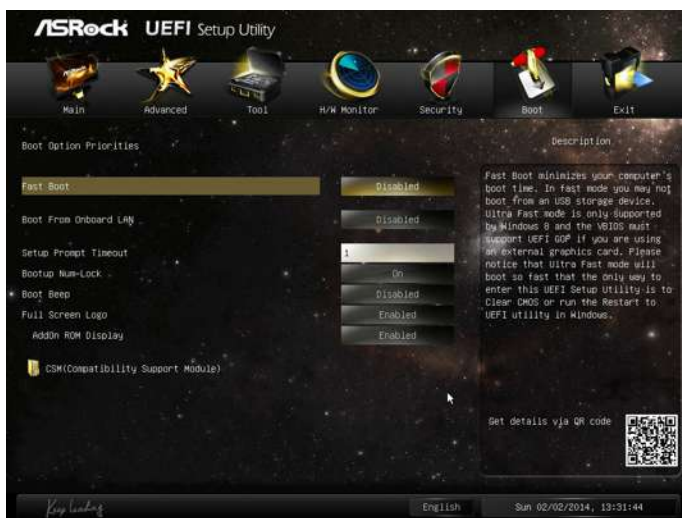 ASRock UEFI Setup Utility
Main Advanced Tool H/W Monitor Security Boot Exit
Boot Option Priorities
Fast Boot Disabled
Boot From Onboard LAN Disabled
Setup Prompt Timeout 1
Bootup Num-Lock On
Boot Beep Disabled
Full Screen Logo Enabled
AddOn ROM Display Enabled
CSM(Compatibility Support Module)
Description
Fast Boot minimizes your computer's
boot time. In fast mode you may not
boot from an USB storage device.
Ultra Fast mode is only supported
by Windows 8 and the VBIOS must
support UEFI GOP if you are using
an external graphics card. Please
notice that Ultra Fast mode will
boot so fast that the only way to
enter this UEFI Setup Utility is to
Clear CMOS or run the Restart to
UEFI utility in Windows.
Get details via QR code
Keep Leading
English
Sun 02/02/2014, 13:31:44